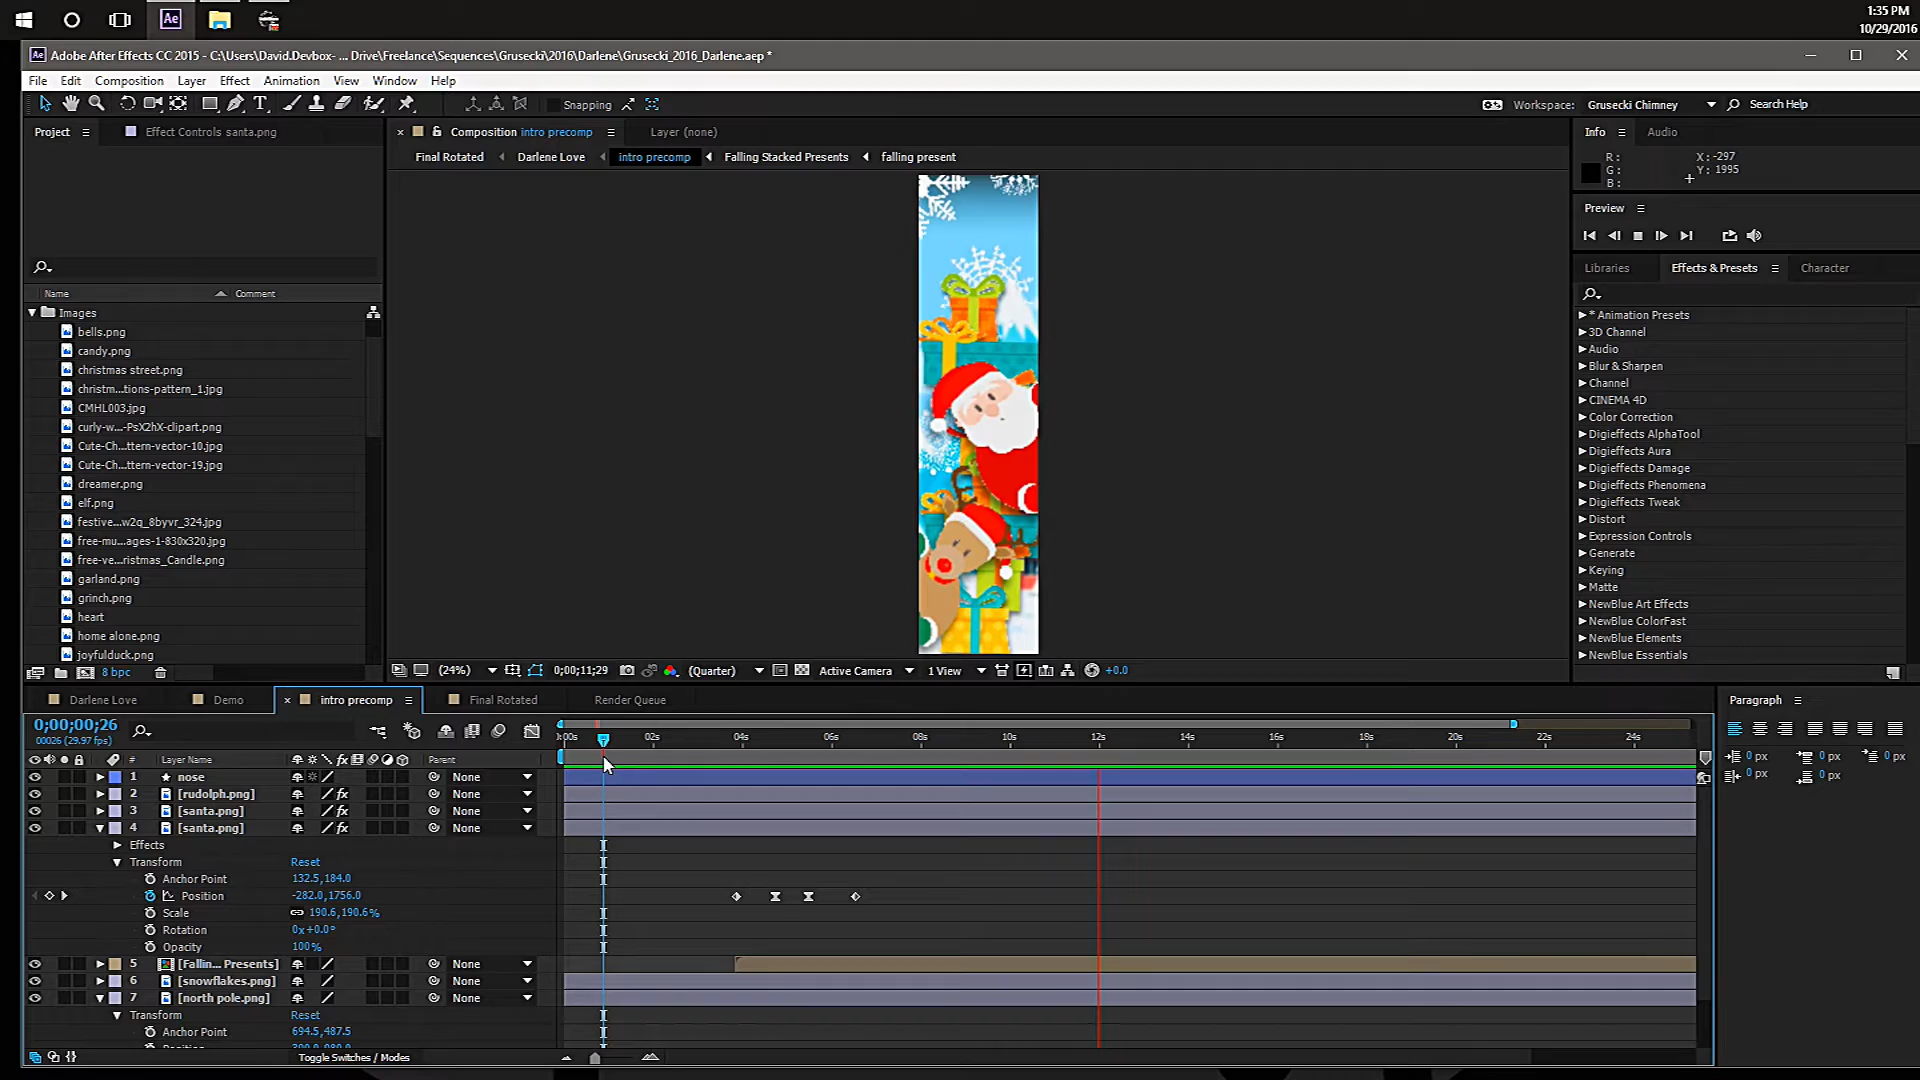 1:35 PM
10/29/2016
Ae
Ae Adobe After Effects CC 2015 - C:\Users\David.Devbox- ... Drive\Freelance\Sequences\Grusecki\2016\Darlene\Grusecki_2016_Darlene.aep *
File Edit Composition Layer Effect Animation View Window Help
Snapping
Workspace: Grusecki Chimney Search Help
Project Effect Controls santa.png
Composition intro precomp Layer (none)
Info Audio
Final Rotated Darlene Love intro precomp Falling Stacked Presents falling present
R: X: -297
G: Y: 1995
B:
Preview
Libraries Effects & Presets Character
Name Comment
Images
bells.png
candy.png
christmas street.png
christm...tions-pattern_1.jpg
CMHL003.jpg
curly-w...-PsX2hX-clipart.png
Cute-Ch...ttern-vector-10.jpg
Cute-Ch...ttern-vector-19.jpg
dreamer.png
elf.png
festive...w2q_8byvr_324.jpg
free-mu...ages-1-830x320.jpg
free-ve...ristmas_Candle.png
garland.png
grinch.png
heart
home alone.png
joyfulduck.png
8 bpc
* Animation Presets
3D Channel
Audio
Blur & Sharpen
Channel
CINEMA 4D
Color Correction
Digieffects AlphaTool
Digieffects Aura
Digieffects Damage
Digieffects Phenomena
Digieffects Tweak
Distort
Expression Controls
Generate
Keying
Matte
NewBlue Art Effects
NewBlue ColorFast
NewBlue Elements
NewBlue Essentials
(24%) 0;00;11;29 (Quarter) Active Camera 1 View +0.0
Darlene Love Demo intro precomp Final Rotated Render Queue
0;00;00;26
00026 (29.97 fps)
02s 04s 06s 08s 10s 12s 14s 16s 18s 20s 22s 24s
# Layer Name fx Parent
1 nose None
2 [rudolph.png] fx None
3 [santa.png] fx None
4 [santa.png] fx None
Effects
Transform Reset
Anchor Point 132.5,184.0
Position -282.0,1756.0
Scale 190.6,190.6%
Rotation 0x+0.0°
Opacity 100%
5 [Fallin... Presents] None
6 [snowflakes.png] None
7 [north pole.png] None
Transform Reset
Anchor Point 694.5,487.5
Toggle Switches / Modes
Paragraph
0 px 0 px 0 px
0 px 0 px